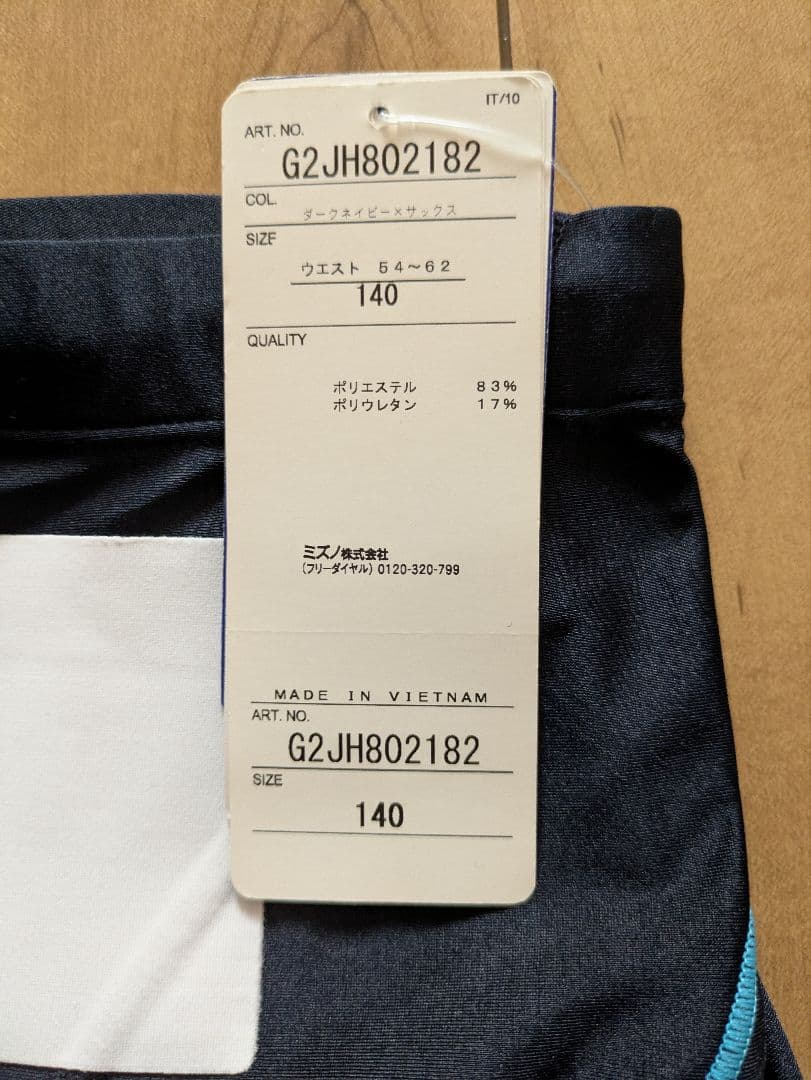 IT/10
ART. NO.
G2JH802182
COL.
ダークネイビー×サックス
SIZE
ウエスト 54～62
140
QUALITY
ポリエステル 83%
ポリウレタン 17%
ミズノ株式会社
(フリーダイヤル) 0120-320-799
MADE IN VIETNAM
ART. NO.
G2JH802182
SIZE
140